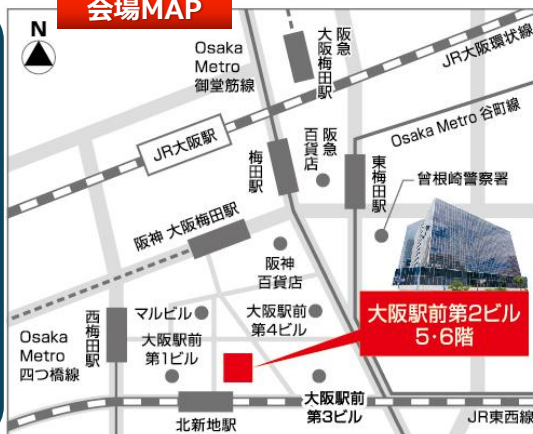 会場MAP
N
Osaka
Metro
御堂筋線
阪急
大阪梅田駅
JR大阪環状線
JR大阪駅
梅田駅
阪急
百貨店
東梅田駅
Osaka Metro 谷町線
曾根崎警察署
阪神 大阪梅田駅
阪神
百貨店
西梅田駅
マルビル
大阪駅前
第4ビル
大阪駅前第2ビル
5・6階
Osaka
Metro
四つ橋線
大阪駅前
第1ビル
大阪駅前
第3ビル
北新地駅
JR東西線